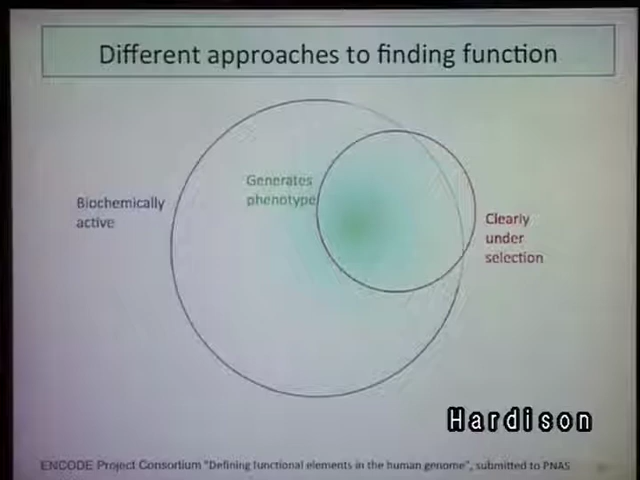 Different approaches to finding function
Generates
phenotype
Biochemically
active
Clearly
under
selection
Hardison
ENCODE Project Consortium "Defining functional elements in the human genome", submitted to PNAS